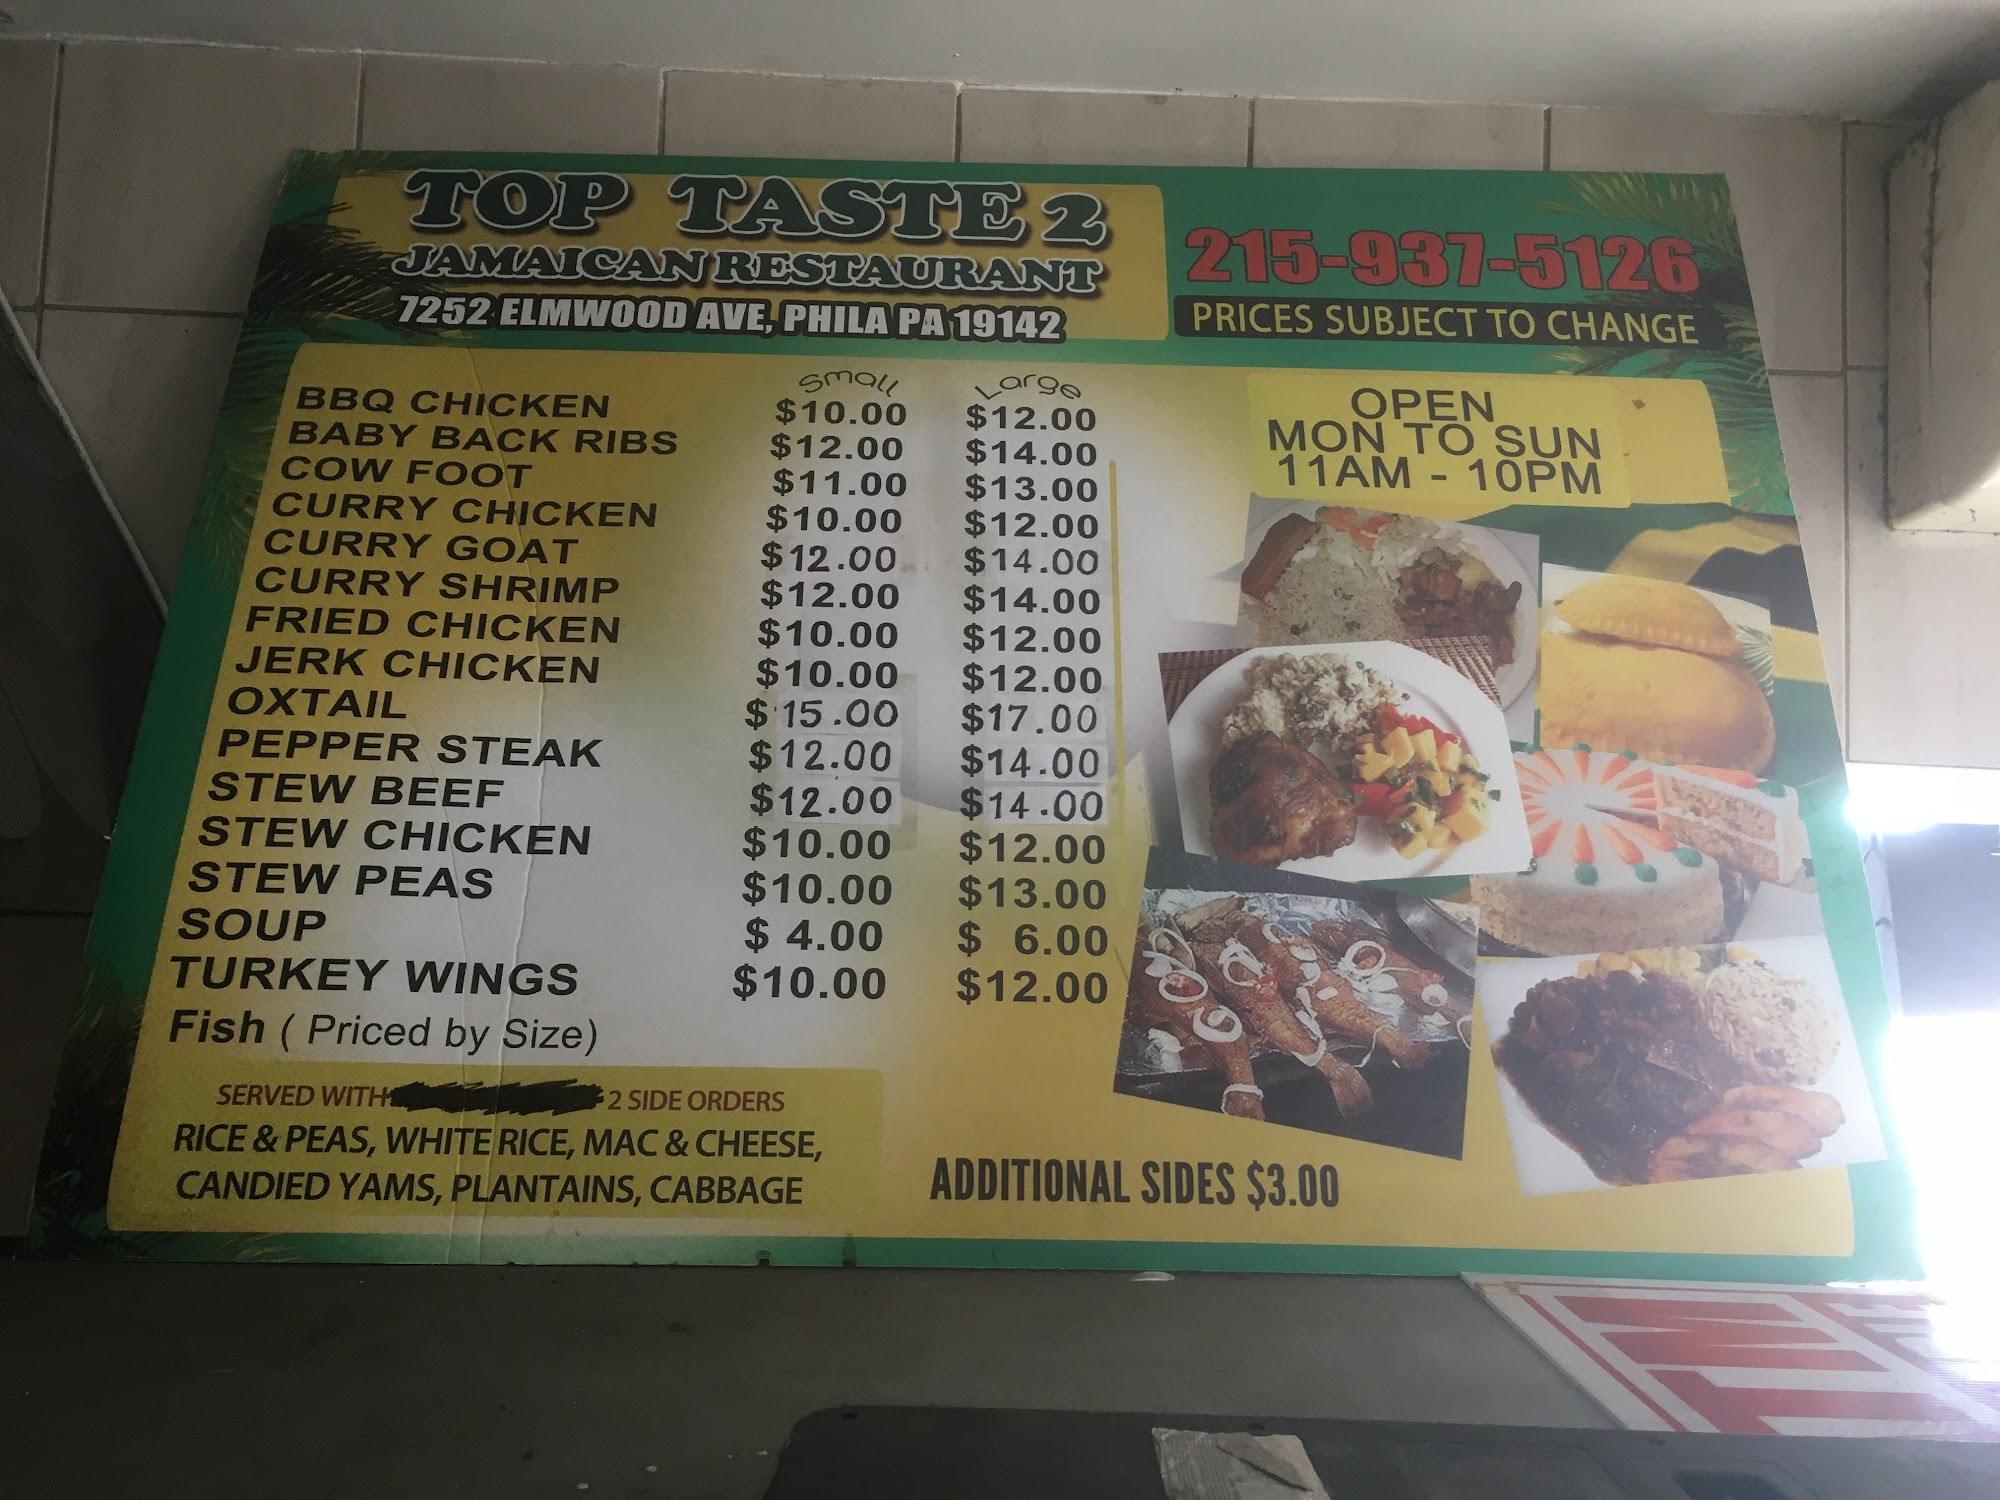 TOP TASTE 2
JAMAICAN RESTAURANT
7252 ELMWOOD AVE, PHILA PA 19142
215-937-5126
PRICES SUBJECT TO CHANGE
Small Large
BBQ CHICKEN $10.00 $12.00
BABY BACK RIBS $12.00 $14.00
COW FOOT $11.00 $13.00
CURRY CHICKEN $10.00 $12.00
CURRY GOAT $12.00 $14.00
CURRY SHRIMP $12.00 $14.00
FRIED CHICKEN $10.00 $12.00
JERK CHICKEN $10.00 $12.00
OXTAIL $15.00 $17.00
PEPPER STEAK $12.00 $14.00
STEW BEEF $12.00 $14.00
STEW CHICKEN $10.00 $12.00
STEW PEAS $10.00 $13.00
SOUP $ 4.00 $ 6.00
TURKEY WINGS $10.00 $12.00
Fish ( Priced by Size)
SERVED WITH 2 SIDE ORDERS
RICE & PEAS, WHITE RICE, MAC & CHEESE,
CANDIED YAMS, PLANTAINS, CABBAGE
OPEN
MON TO SUN
11AM - 10PM
ADDITIONAL SIDES $3.00